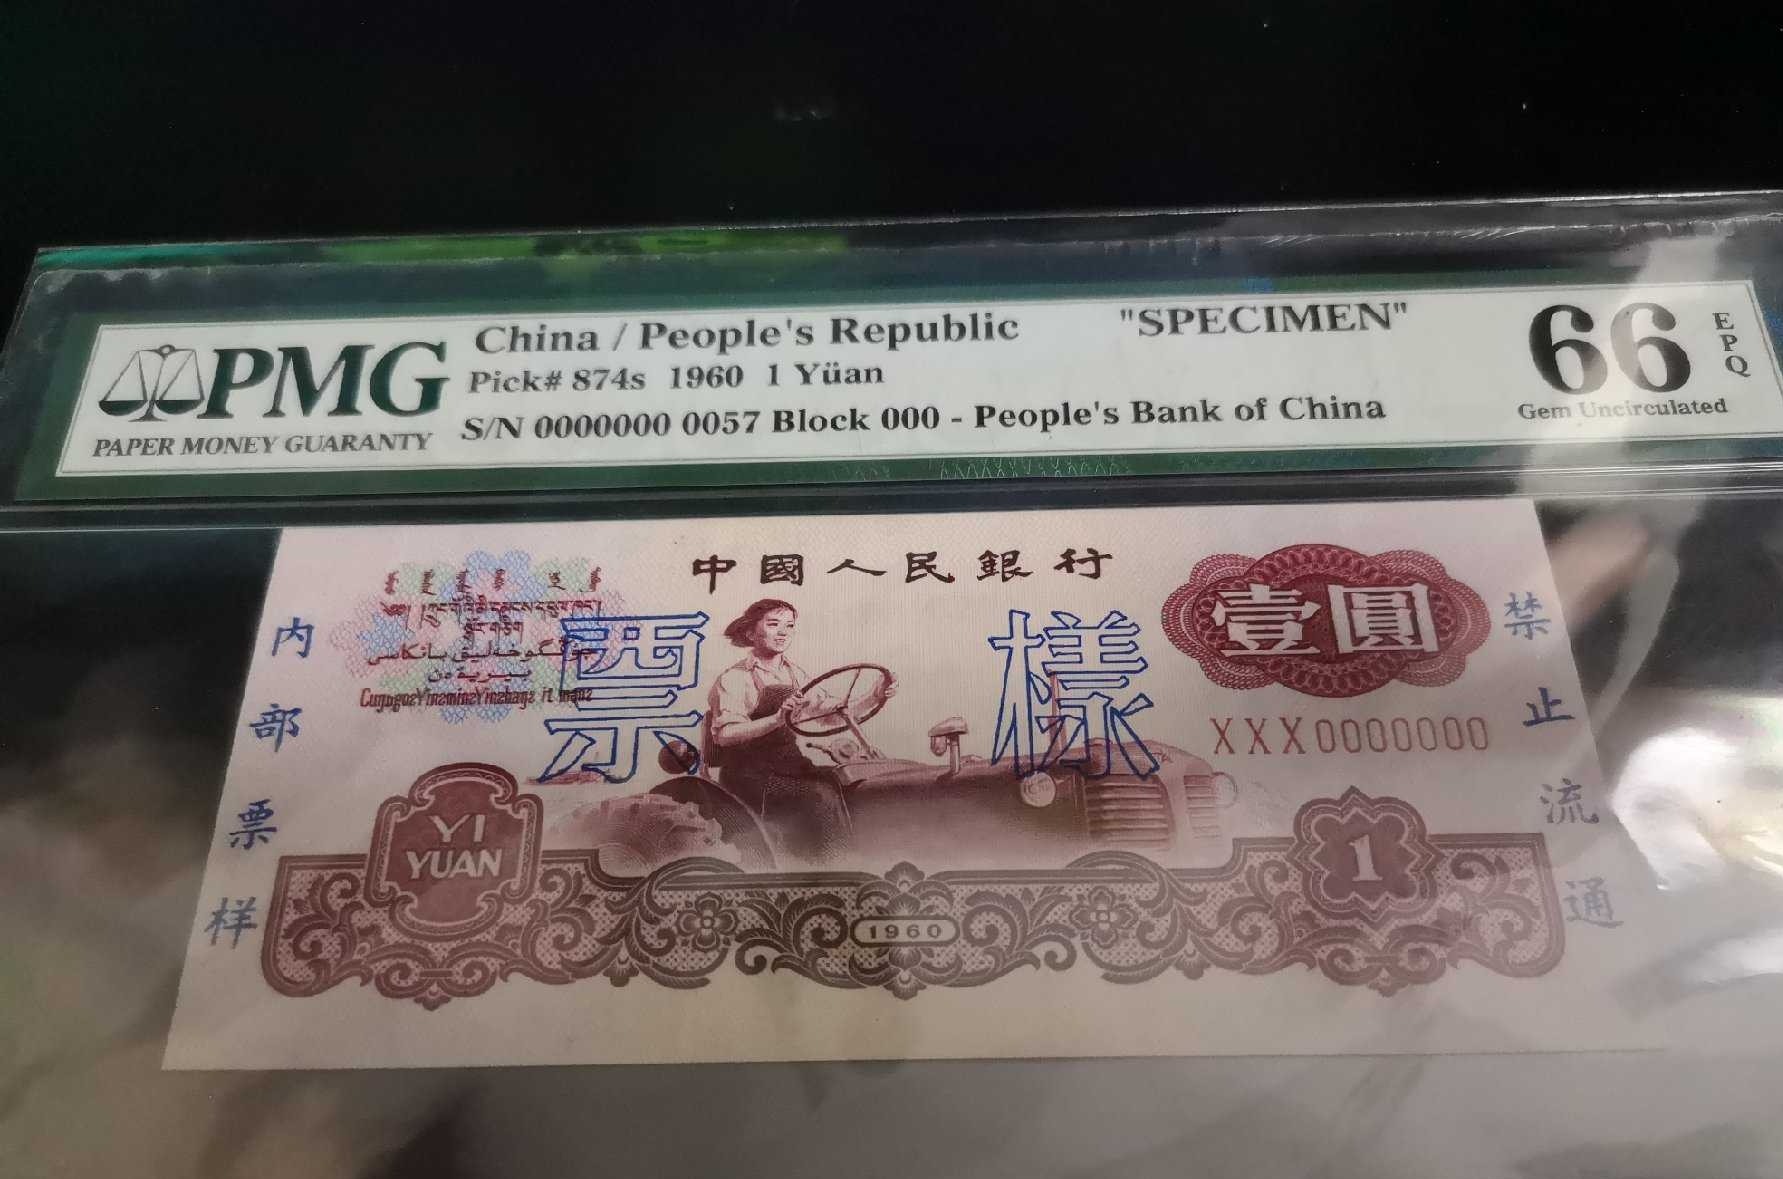 PMG
PAPER MONEY GUARANTY
China / People's Republic "SPECIMEN"
Pick# 874s 1960 1 Yüan
S/N 0000000 0057 Block 000 - People's Bank of China
66 EPQ
Gem Uncirculated
中國人民銀行
壹圓
XXX0000000
票樣
内部票样
禁止流通
YI
YUAN
1960
1